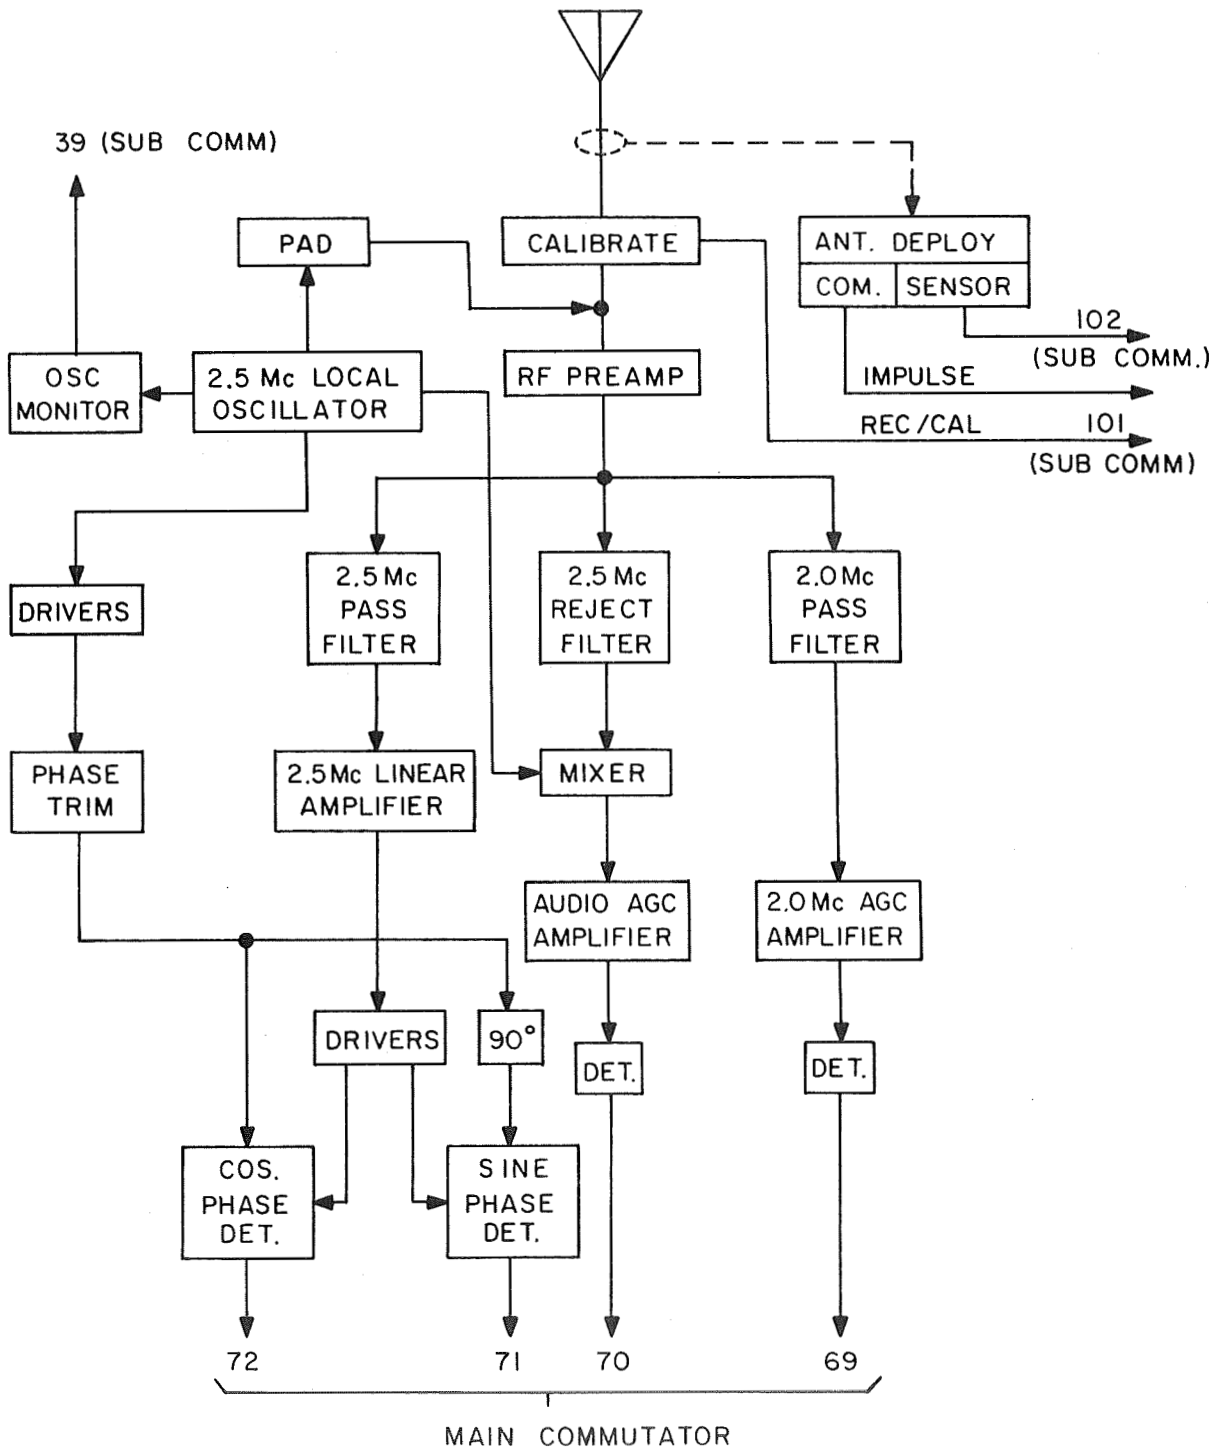 39 (SUB COMM)
PAD
CALIBRATE
ANT. DEPLOY
COM.
SENSOR
102
(SUB COMM.)
OSC
MONITOR
2.5 Mc LOCAL
OSCILLATOR
RF PREAMP
IMPULSE
REC/CAL
101
(SUB COMM)
DRIVERS
2.5 Mc
PASS
FILTER
2.5 Mc
REJECT
FILTER
2.0 Mc
PASS
FILTER
PHASE
TRIM
2.5 Mc LINEAR
AMPLIFIER
MIXER
AUDIO AGC
AMPLIFIER
2.0 Mc AGC
AMPLIFIER
DRIVERS
90°
DET.
DET.
COS.
PHASE
DET.
SINE
PHASE
DET.
72
71
70
69
MAIN COMMUTATOR